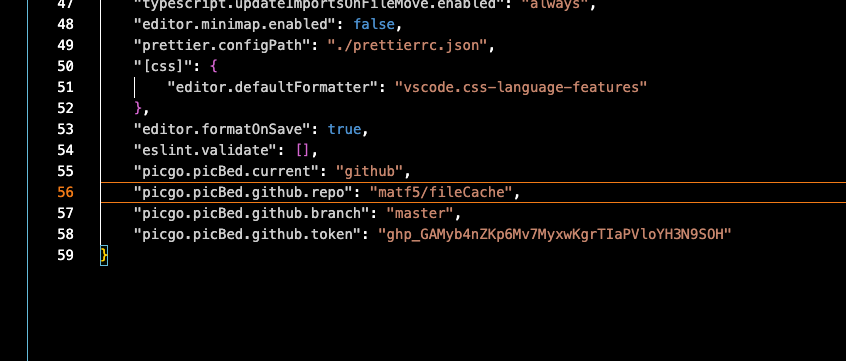 47 "typescript.updateImportsOnFileMove.enabled": "always",
48 "editor.minimap.enabled": false,
49 "prettier.configPath": "./prettierrc.json",
50 "[css]": {
51 "editor.defaultFormatter": "vscode.css-language-features"
52 },
53 "editor.formatOnSave": true,
54 "eslint.validate": [],
55 "picgo.picBed.current": "github",
56 "picgo.picBed.github.repo": "matf5/fileCache",
57 "picgo.picBed.github.branch": "master",
58 "picgo.picBed.github.token": "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"
59 }